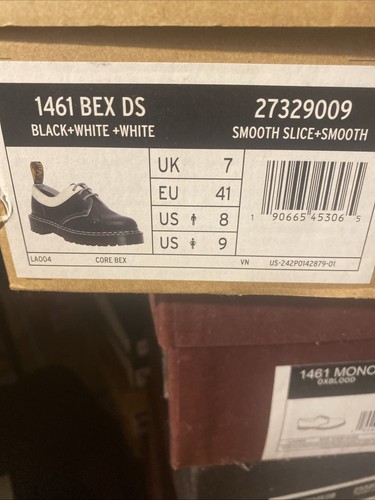 1461 BEX DS
27329009
BLACK+WHITE +WHITE
SMOOTH SLICE+SMOOTH
UK 7
EU 41
US 8
US 9
1 90665 45306 5
LA004
CORE BEX
VN
US-242P0142879-01
1461 MONO
OXBLOOD